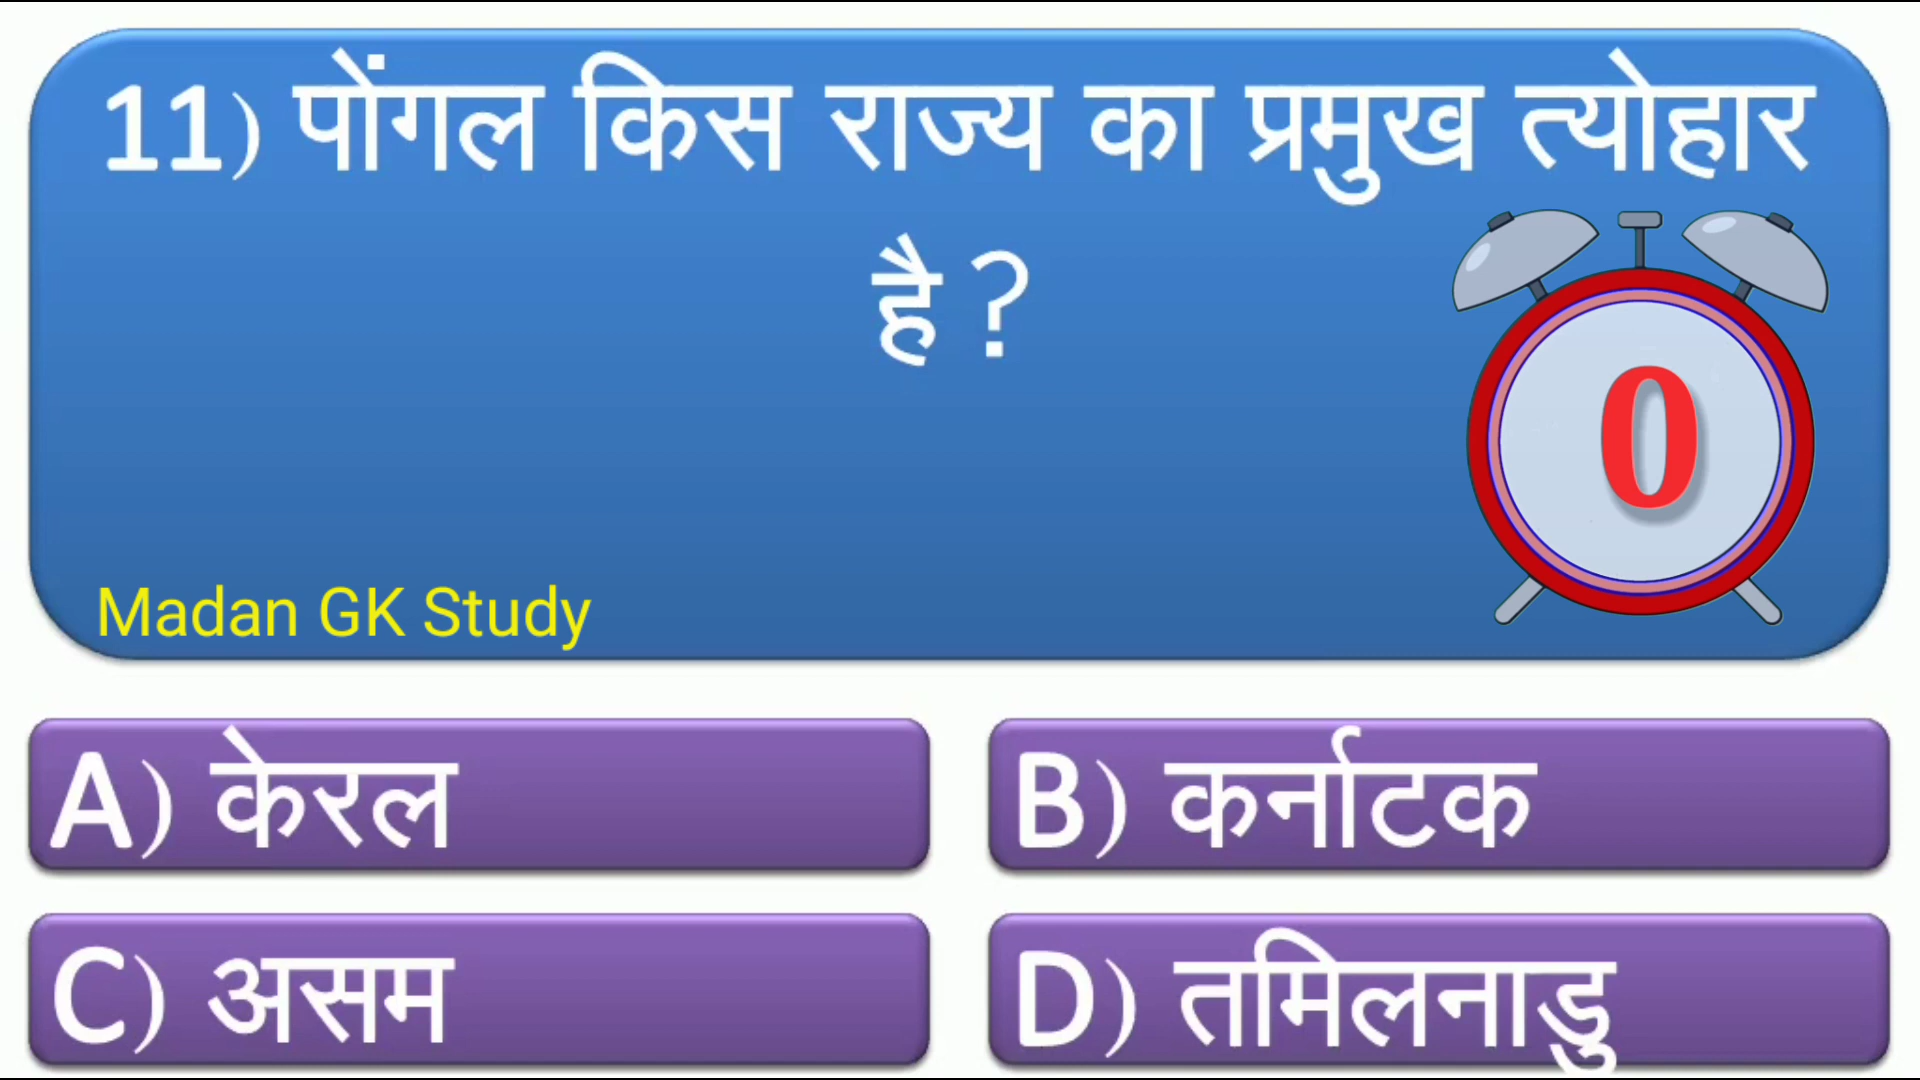 11) पोंगल किस राज्य का प्रमुख त्योहार
है ?
0
Madan GK Study
A) केरल
B) कर्नाटक
C) असम
D) तमिलनाडु